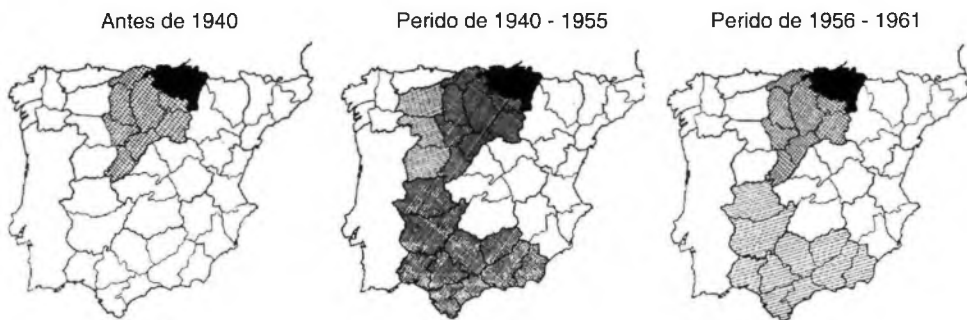 Antes de 1940
Perido de 1940 - 1955
Perido de 1956 - 1961